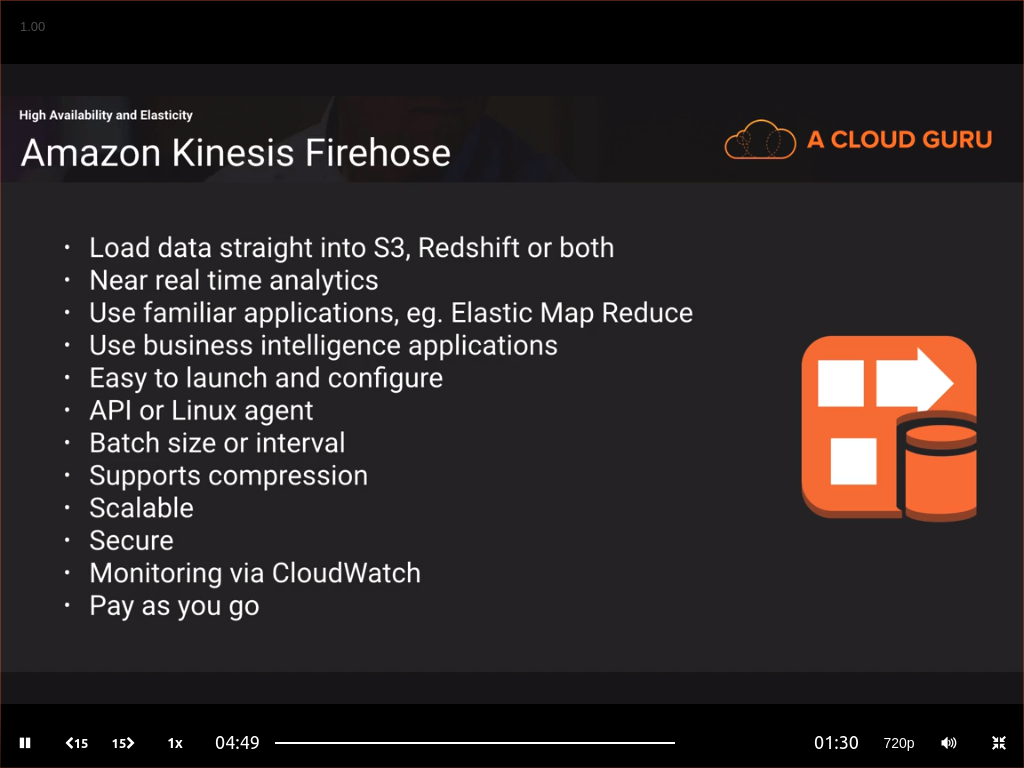 1.00
High Availability and Elasticity
Amazon Kinesis Firehose
A CLOUD GURU
· Load data straight into S3, Redshift or both
· Near real time analytics
· Use familiar applications, eg. Elastic Map Reduce
· Use business intelligence applications
· Easy to launch and configure
· API or Linux agent
· Batch size or interval
· Supports compression
· Scalable
· Secure
· Monitoring via CloudWatch
· Pay as you go
15 15 1x 04:49 01:30 720p